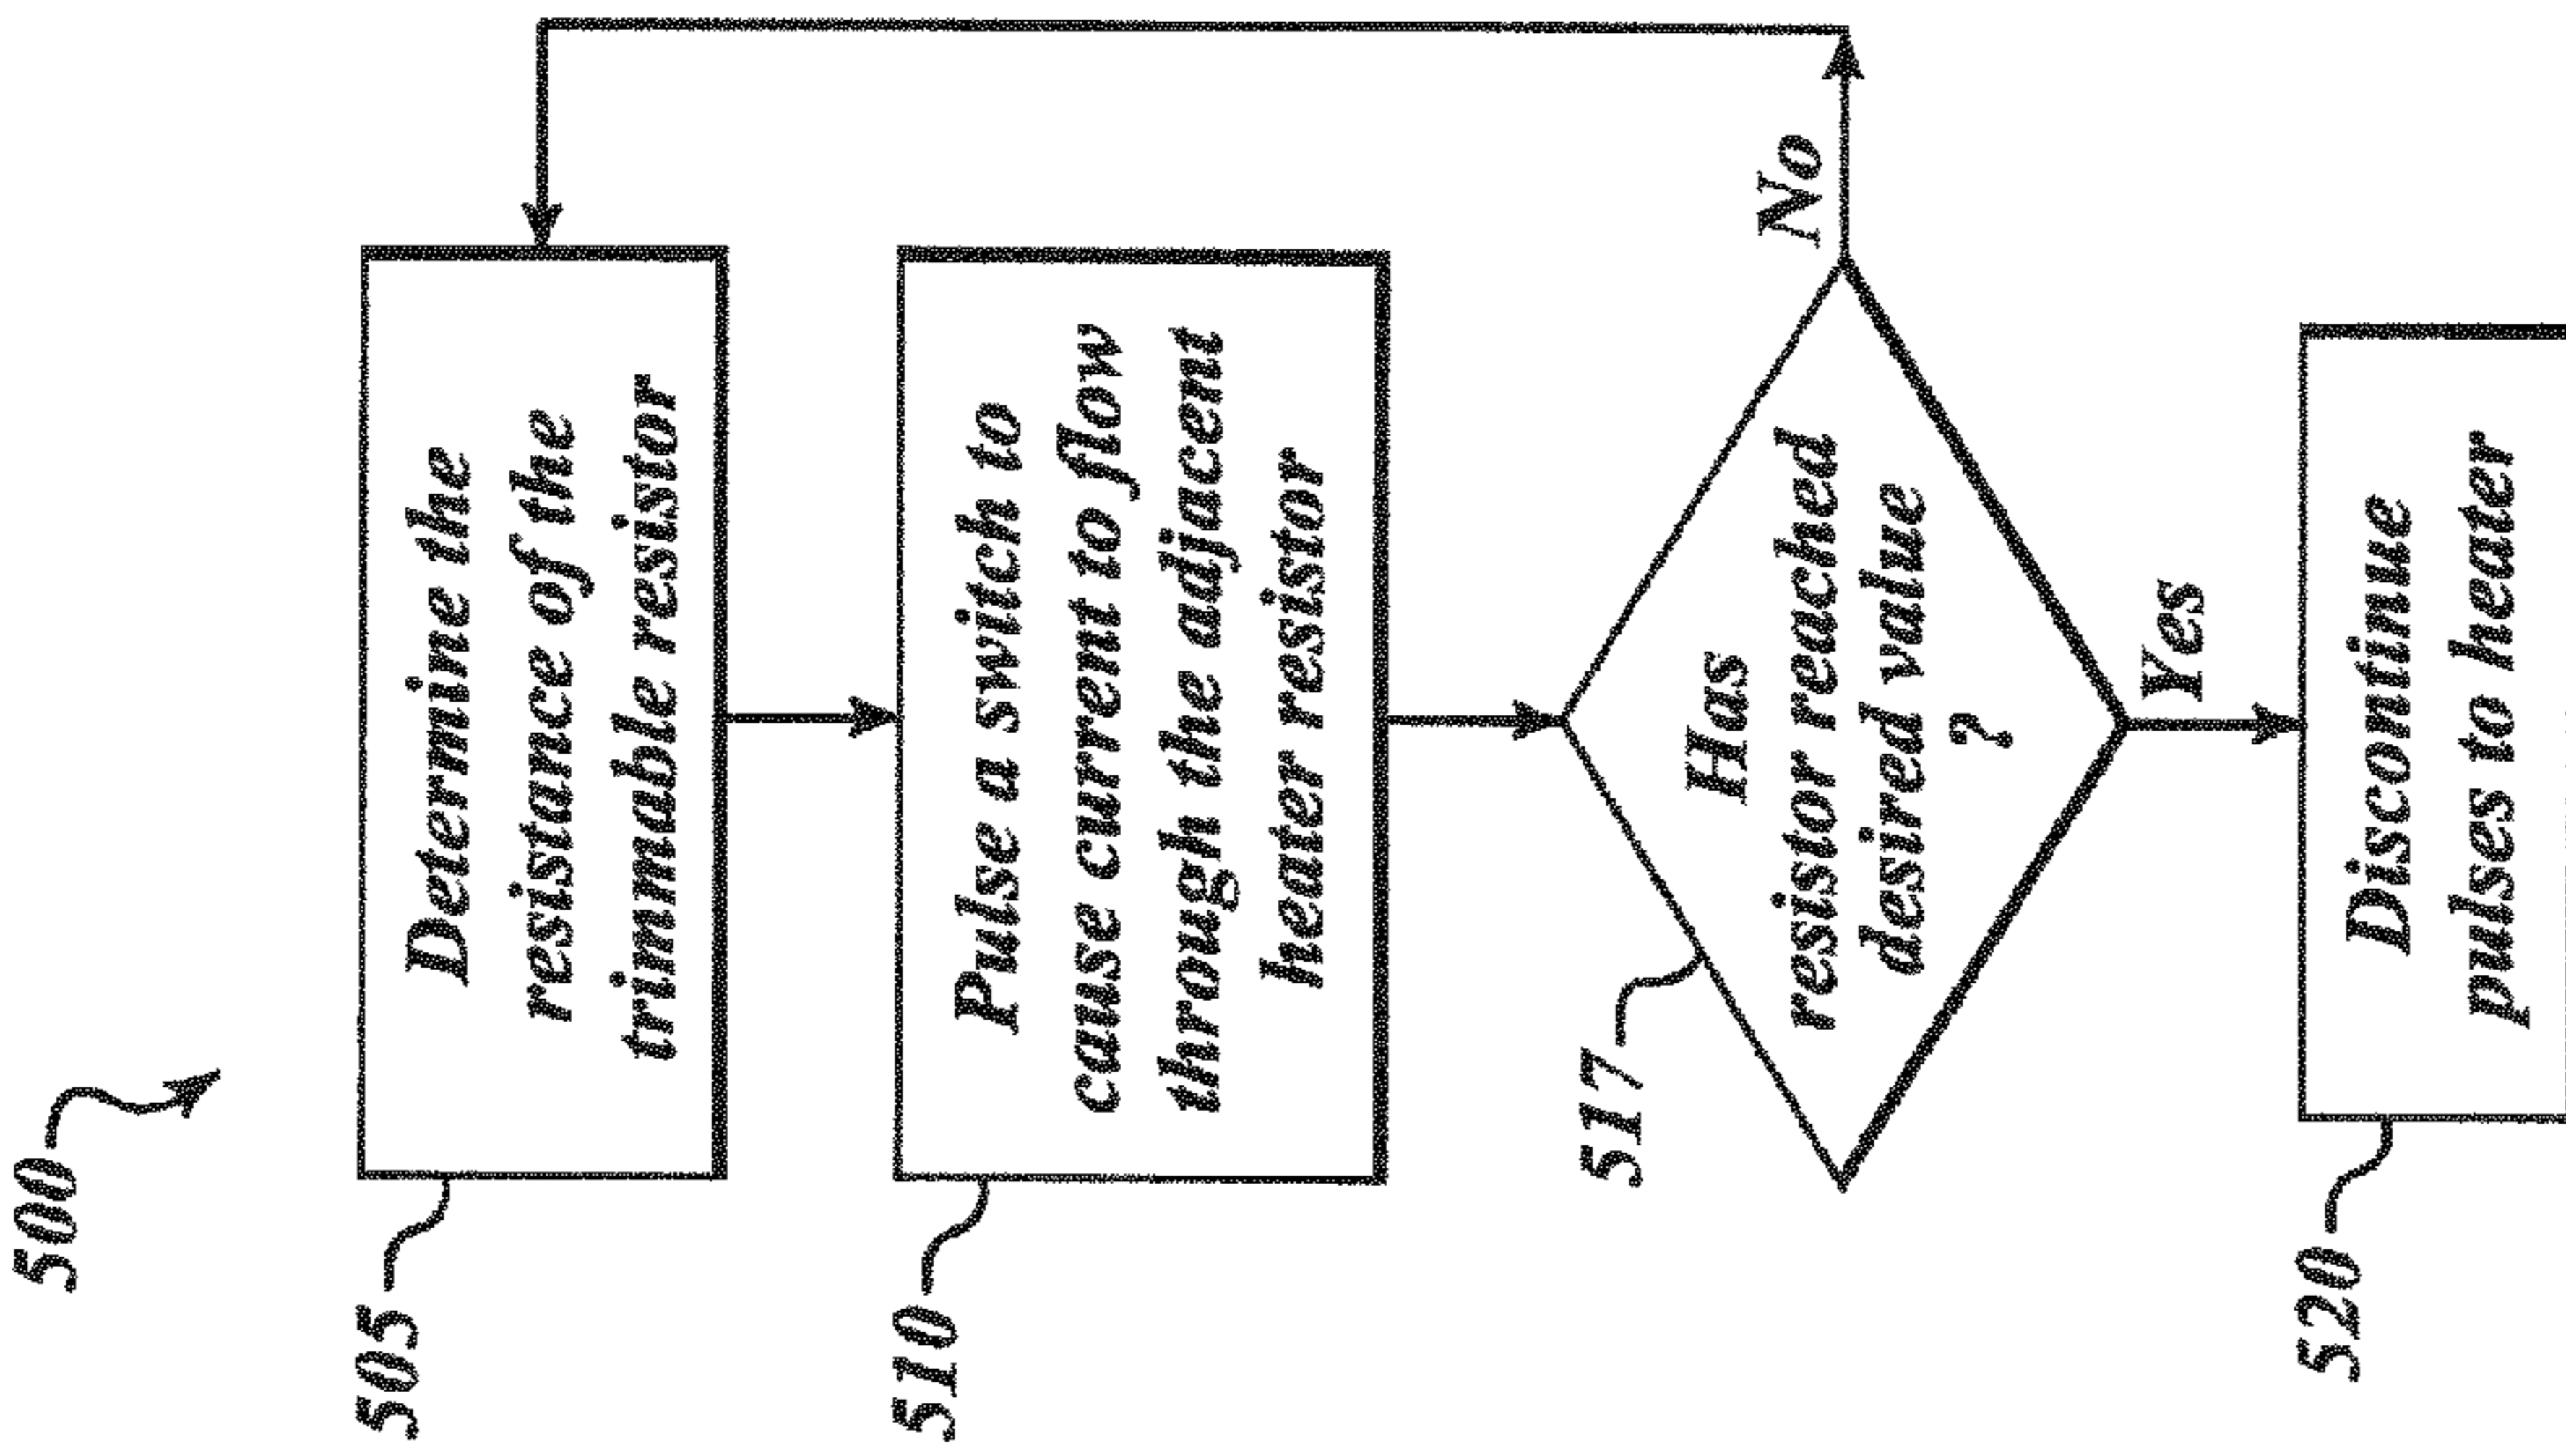 500
505
Determine the
resistance of the
trimmable resistor
510
Pulse a switch to
cause current to flow
through the adjacent
heater resistor
517
Has
resistor reached
desired value
?
No
Yes
520
Discontinue
pulses to heater